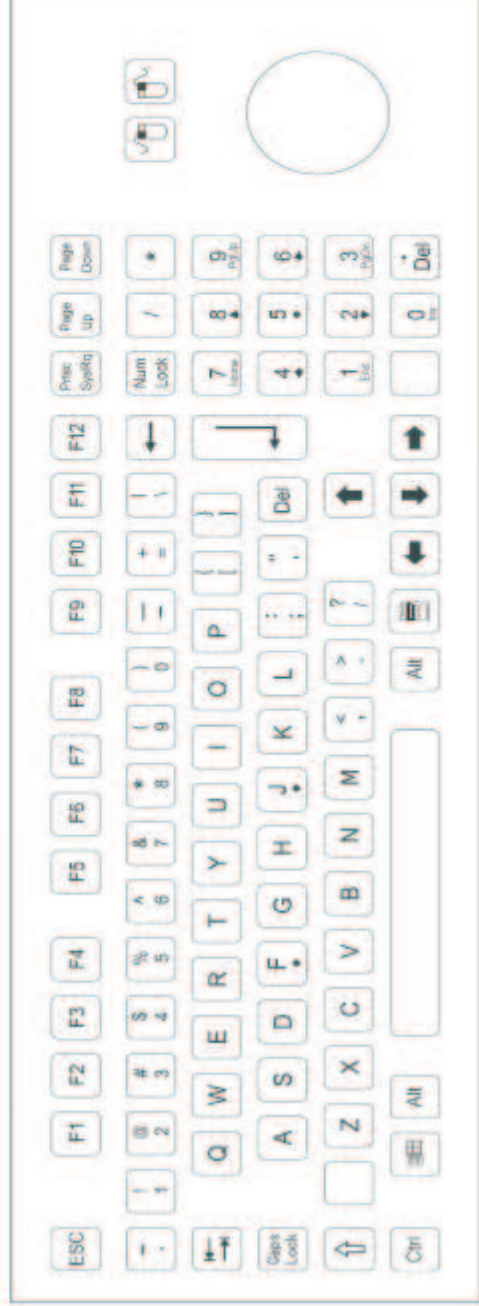 ESC F1 F2 F3 F4 F5 F6 F7 F8 F9 F10 F11 F12 Prtsc SysRq Page Up Page Down
! 1 @ 2 # 3 $ 4 % 5 ^ 6 & 7 * 8 ( 9 ) 0 + = | \ Num Lock / *
Q W E R T Y U I O P { [ } ] 7 Home 8 9 PgUp
Caps Lock A S D F G H J K L : ; " ' Del 4 5 6
Z X C V B N M < , > . ? / 1 End 2 3 PgDn
Ctrl Alt Alt 0 Ins . Del